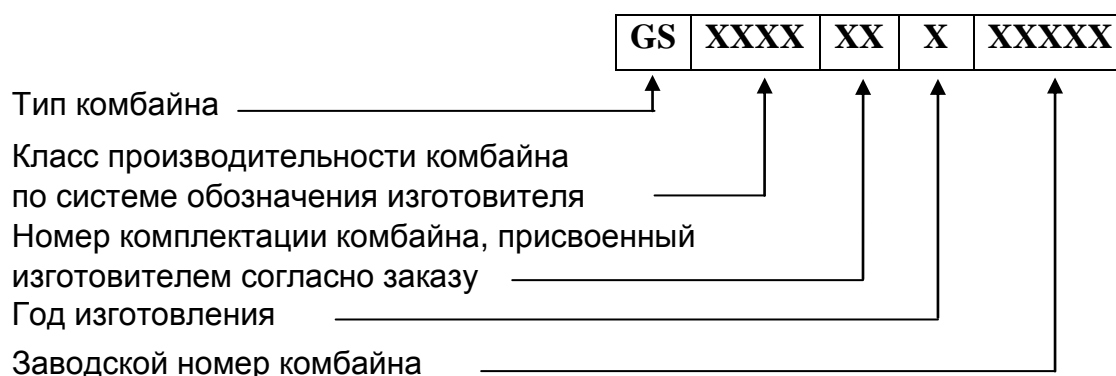 GS XXXX XX X XXXXX
Тип комбайна
Класс производительности комбайна
по системе обозначения изготовителя
Номер комплектации комбайна, присвоенный
изготовителем согласно заказу
Год изготовления
Заводской номер комбайна